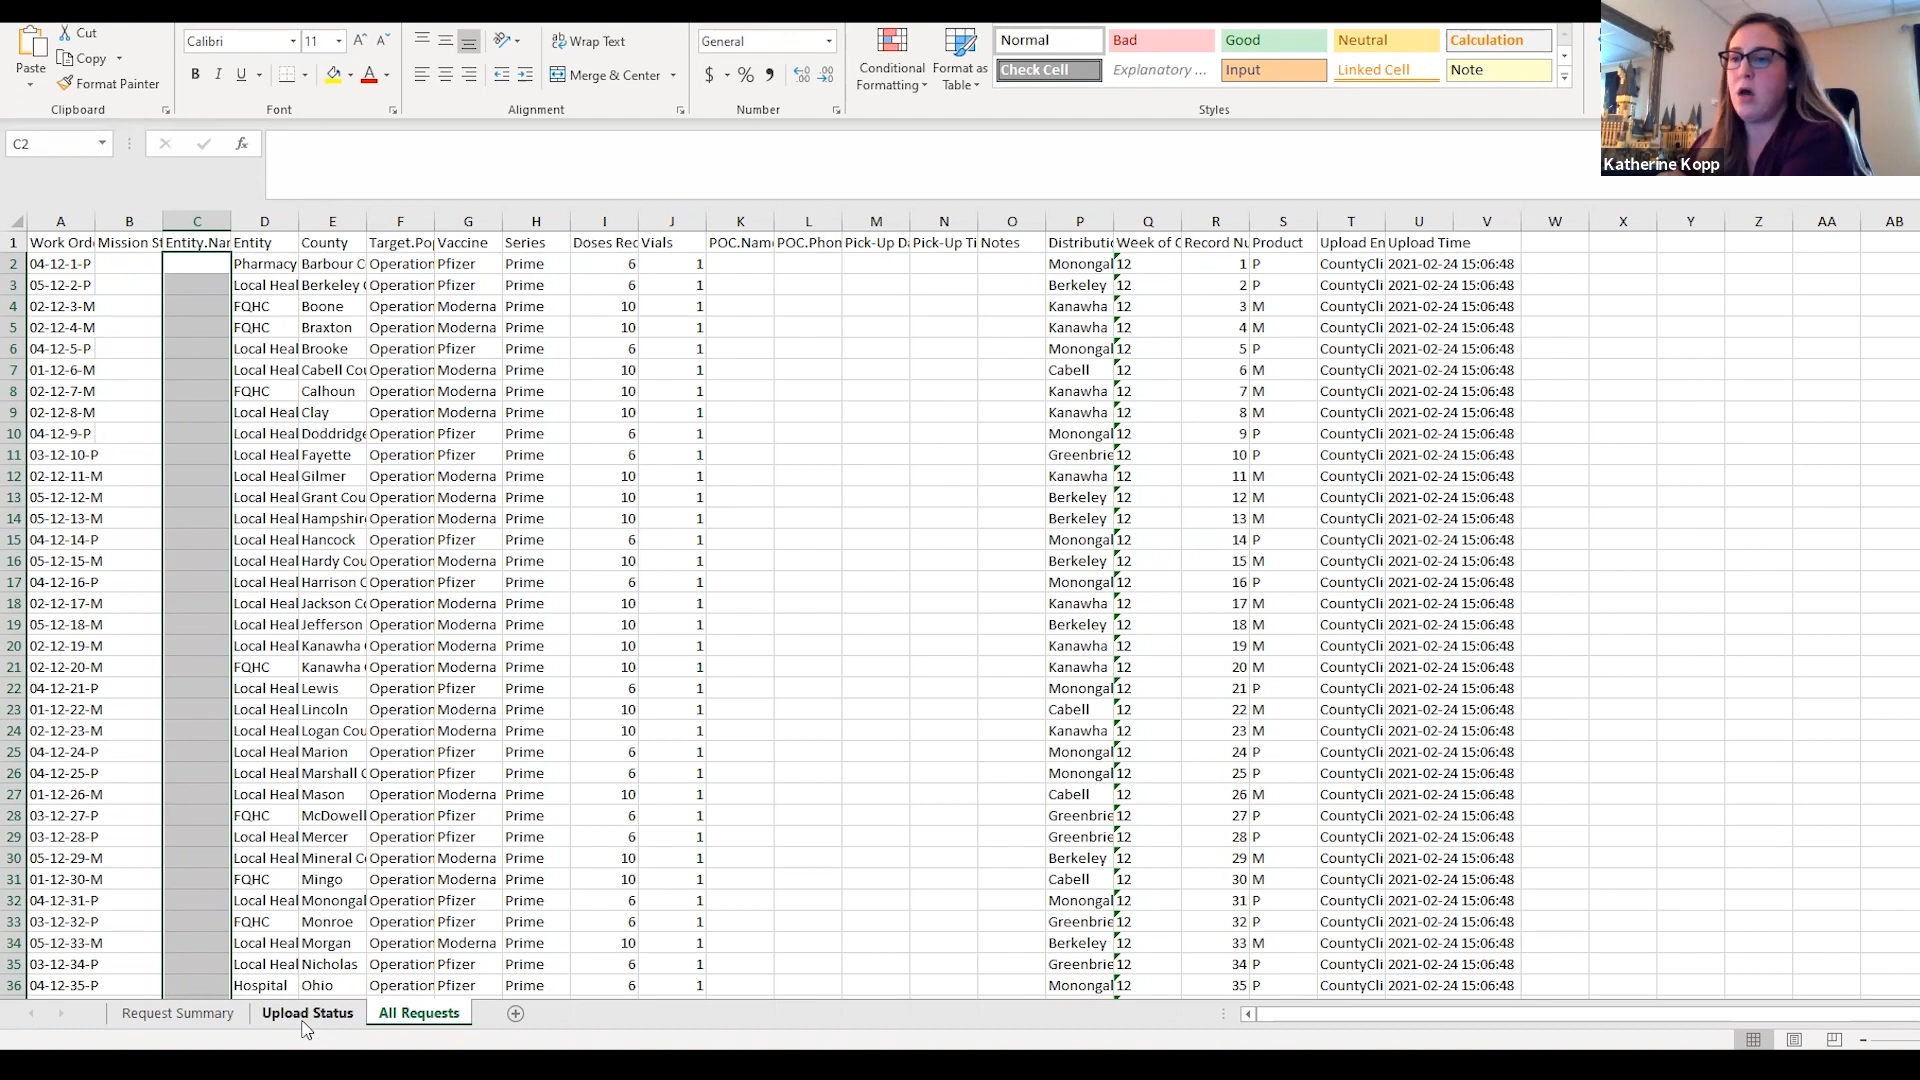 Cut
Calibri 11 Wrap Text General Normal Bad Good Neutral Calculation
Copy
Paste Format Painter B I U Merge & Center $ % Conditional Formatting Format as Table Check Cell Explanatory ... Input Linked Cell Note
Clipboard Font Alignment Number Styles
C2 fx
Katherine Kopp
A B C D E F G H I J K L M N O P Q R S T U V W X Y Z AA AB
1 Work Orde Mission St Entity.Nar Entity County Target.Po Vaccine Series Doses Rec Vials POC.Name POC.Phon Pick-Up Da Pick-Up Ti Notes Distributi Week of C Record Nu Product Upload En Upload Time
2 04-12-1-P Pharmacy Barbour C Operation Pfizer Prime 6 1 Monongal 12 1 P CountyCli 2021-02-24 15:06:48
3 05-12-2-P Local Heal Berkeley C Operation Pfizer Prime 6 1 Berkeley 12 2 P CountyCli 2021-02-24 15:06:48
4 02-12-3-M FQHC Boone Operation Moderna Prime 10 1 Kanawha 12 3 M CountyCli 2021-02-24 15:06:48
5 02-12-4-M FQHC Braxton Operation Moderna Prime 10 1 Kanawha 12 4 M CountyCli 2021-02-24 15:06:48
6 04-12-5-P Local Heal Brooke Operation Pfizer Prime 6 1 Monongal 12 5 P CountyCli 2021-02-24 15:06:48
7 01-12-6-M Local Heal Cabell Cou Operation Moderna Prime 10 1 Cabell 12 6 M CountyCli 2021-02-24 15:06:48
8 02-12-7-M FQHC Calhoun Operation Moderna Prime 10 1 Kanawha 12 7 M CountyCli 2021-02-24 15:06:48
9 02-12-8-M Local Heal Clay Operation Moderna Prime 10 1 Kanawha 12 8 M CountyCli 2021-02-24 15:06:48
10 04-12-9-P Local Heal Doddridge Operation Pfizer Prime 6 1 Monongal 12 9 P CountyCli 2021-02-24 15:06:48
11 03-12-10-P Local Heal Fayette Operation Pfizer Prime 6 1 Greenbrie 12 10 P CountyCli 2021-02-24 15:06:48
12 02-12-11-M Local Heal Gilmer Operation Moderna Prime 10 1 Kanawha 12 11 M CountyCli 2021-02-24 15:06:48
13 05-12-12-M Local Heal Grant Cou Operation Moderna Prime 10 1 Berkeley 12 12 M CountyCli 2021-02-24 15:06:48
14 05-12-13-M Local Heal Hampshir Operation Moderna Prime 10 1 Berkeley 12 13 M CountyCli 2021-02-24 15:06:48
15 04-12-14-P Local Heal Hancock Operation Pfizer Prime 6 1 Monongal 12 14 P CountyCli 2021-02-24 15:06:48
16 05-12-15-M Local Heal Hardy Cou Operation Moderna Prime 10 1 Berkeley 12 15 M CountyCli 2021-02-24 15:06:48
17 04-12-16-P Local Heal Harrison C Operation Pfizer Prime 6 1 Monongal 12 16 P CountyCli 2021-02-24 15:06:48
18 02-12-17-M Local Heal Jackson Co Operation Moderna Prime 10 1 Kanawha 12 17 M CountyCli 2021-02-24 15:06:48
19 05-12-18-M Local Heal Jefferson Operation Moderna Prime 10 1 Berkeley 12 18 M CountyCli 2021-02-24 15:06:48
20 02-12-19-M Local Heal Kanawha Operation Moderna Prime 10 1 Kanawha 12 19 M CountyCli 2021-02-24 15:06:48
21 02-12-20-M FQHC Kanawha Operation Moderna Prime 10 1 Kanawha 12 20 M CountyCli 2021-02-24 15:06:48
22 04-12-21-P Local Heal Lewis Operation Pfizer Prime 6 1 Monongal 12 21 P CountyCli 2021-02-24 15:06:48
23 01-12-22-M Local Heal Lincoln Operation Moderna Prime 10 1 Cabell 12 22 M CountyCli 2021-02-24 15:06:48
24 02-12-23-M Local Heal Logan Cou Operation Moderna Prime 10 1 Kanawha 12 23 M CountyCli 2021-02-24 15:06:48
25 04-12-24-P Local Heal Marion Operation Pfizer Prime 6 1 Monongal 12 24 P CountyCli 2021-02-24 15:06:48
26 04-12-25-P Local Heal Marshall C Operation Pfizer Prime 6 1 Monongal 12 25 P CountyCli 2021-02-24 15:06:48
27 01-12-26-M Local Heal Mason Operation Moderna Prime 10 1 Cabell 12 26 M CountyCli 2021-02-24 15:06:48
28 03-12-27-P FQHC McDowell Operation Pfizer Prime 6 1 Greenbrie 12 27 P CountyCli 2021-02-24 15:06:48
29 03-12-28-P Local Heal Mercer Operation Pfizer Prime 6 1 Greenbrie 12 28 P CountyCli 2021-02-24 15:06:48
30 05-12-29-M Local Heal Mineral Co Operation Moderna Prime 10 1 Berkeley 12 29 M CountyCli 2021-02-24 15:06:48
31 01-12-30-M FQHC Mingo Operation Moderna Prime 10 1 Cabell 12 30 M CountyCli 2021-02-24 15:06:48
32 04-12-31-P Local Heal Monongal Operation Pfizer Prime 6 1 Monongal 12 31 P CountyCli 2021-02-24 15:06:48
33 03-12-32-P FQHC Monroe Operation Pfizer Prime 6 1 Greenbrie 12 32 P CountyCli 2021-02-24 15:06:48
34 05-12-33-M Local Heal Morgan Operation Moderna Prime 10 1 Berkeley 12 33 M CountyCli 2021-02-24 15:06:48
35 03-12-34-P Local Heal Nicholas Operation Pfizer Prime 6 1 Greenbrie 12 34 P CountyCli 2021-02-24 15:06:48
36 04-12-35-P Hospital Ohio Operation Pfizer Prime 6 1 Monongal 12 35 P CountyCli 2021-02-24 15:06:48
Request Summary Upload Status All Requests